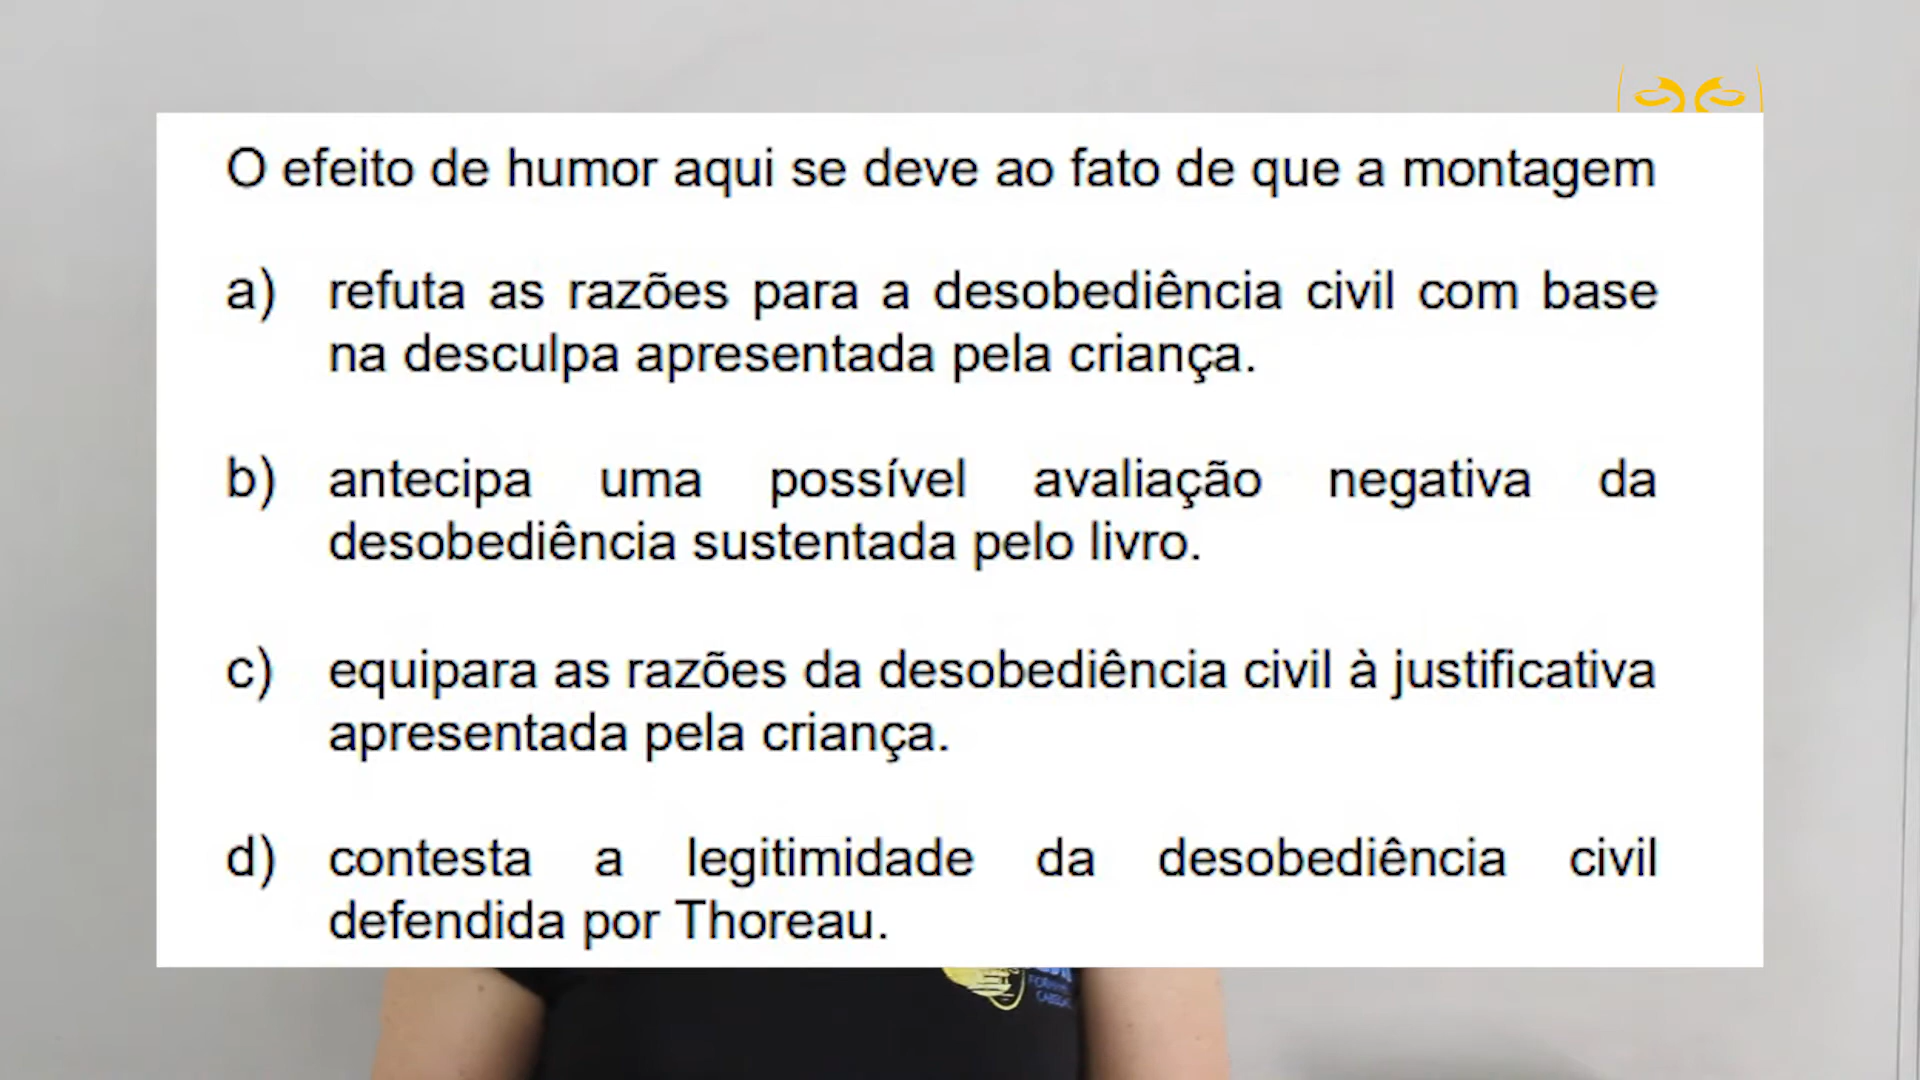 O efeito de humor aqui se deve ao fato de que a montagem
a) refuta as razões para a desobediência civil com base
na desculpa apresentada pela criança.
b) antecipa uma possível avaliação negativa da
desobediência sustentada pelo livro.
c) equipara as razões da desobediência civil à justificativa
apresentada pela criança.
d) contesta a legitimidade da desobediência civil
defendida por Thoreau.